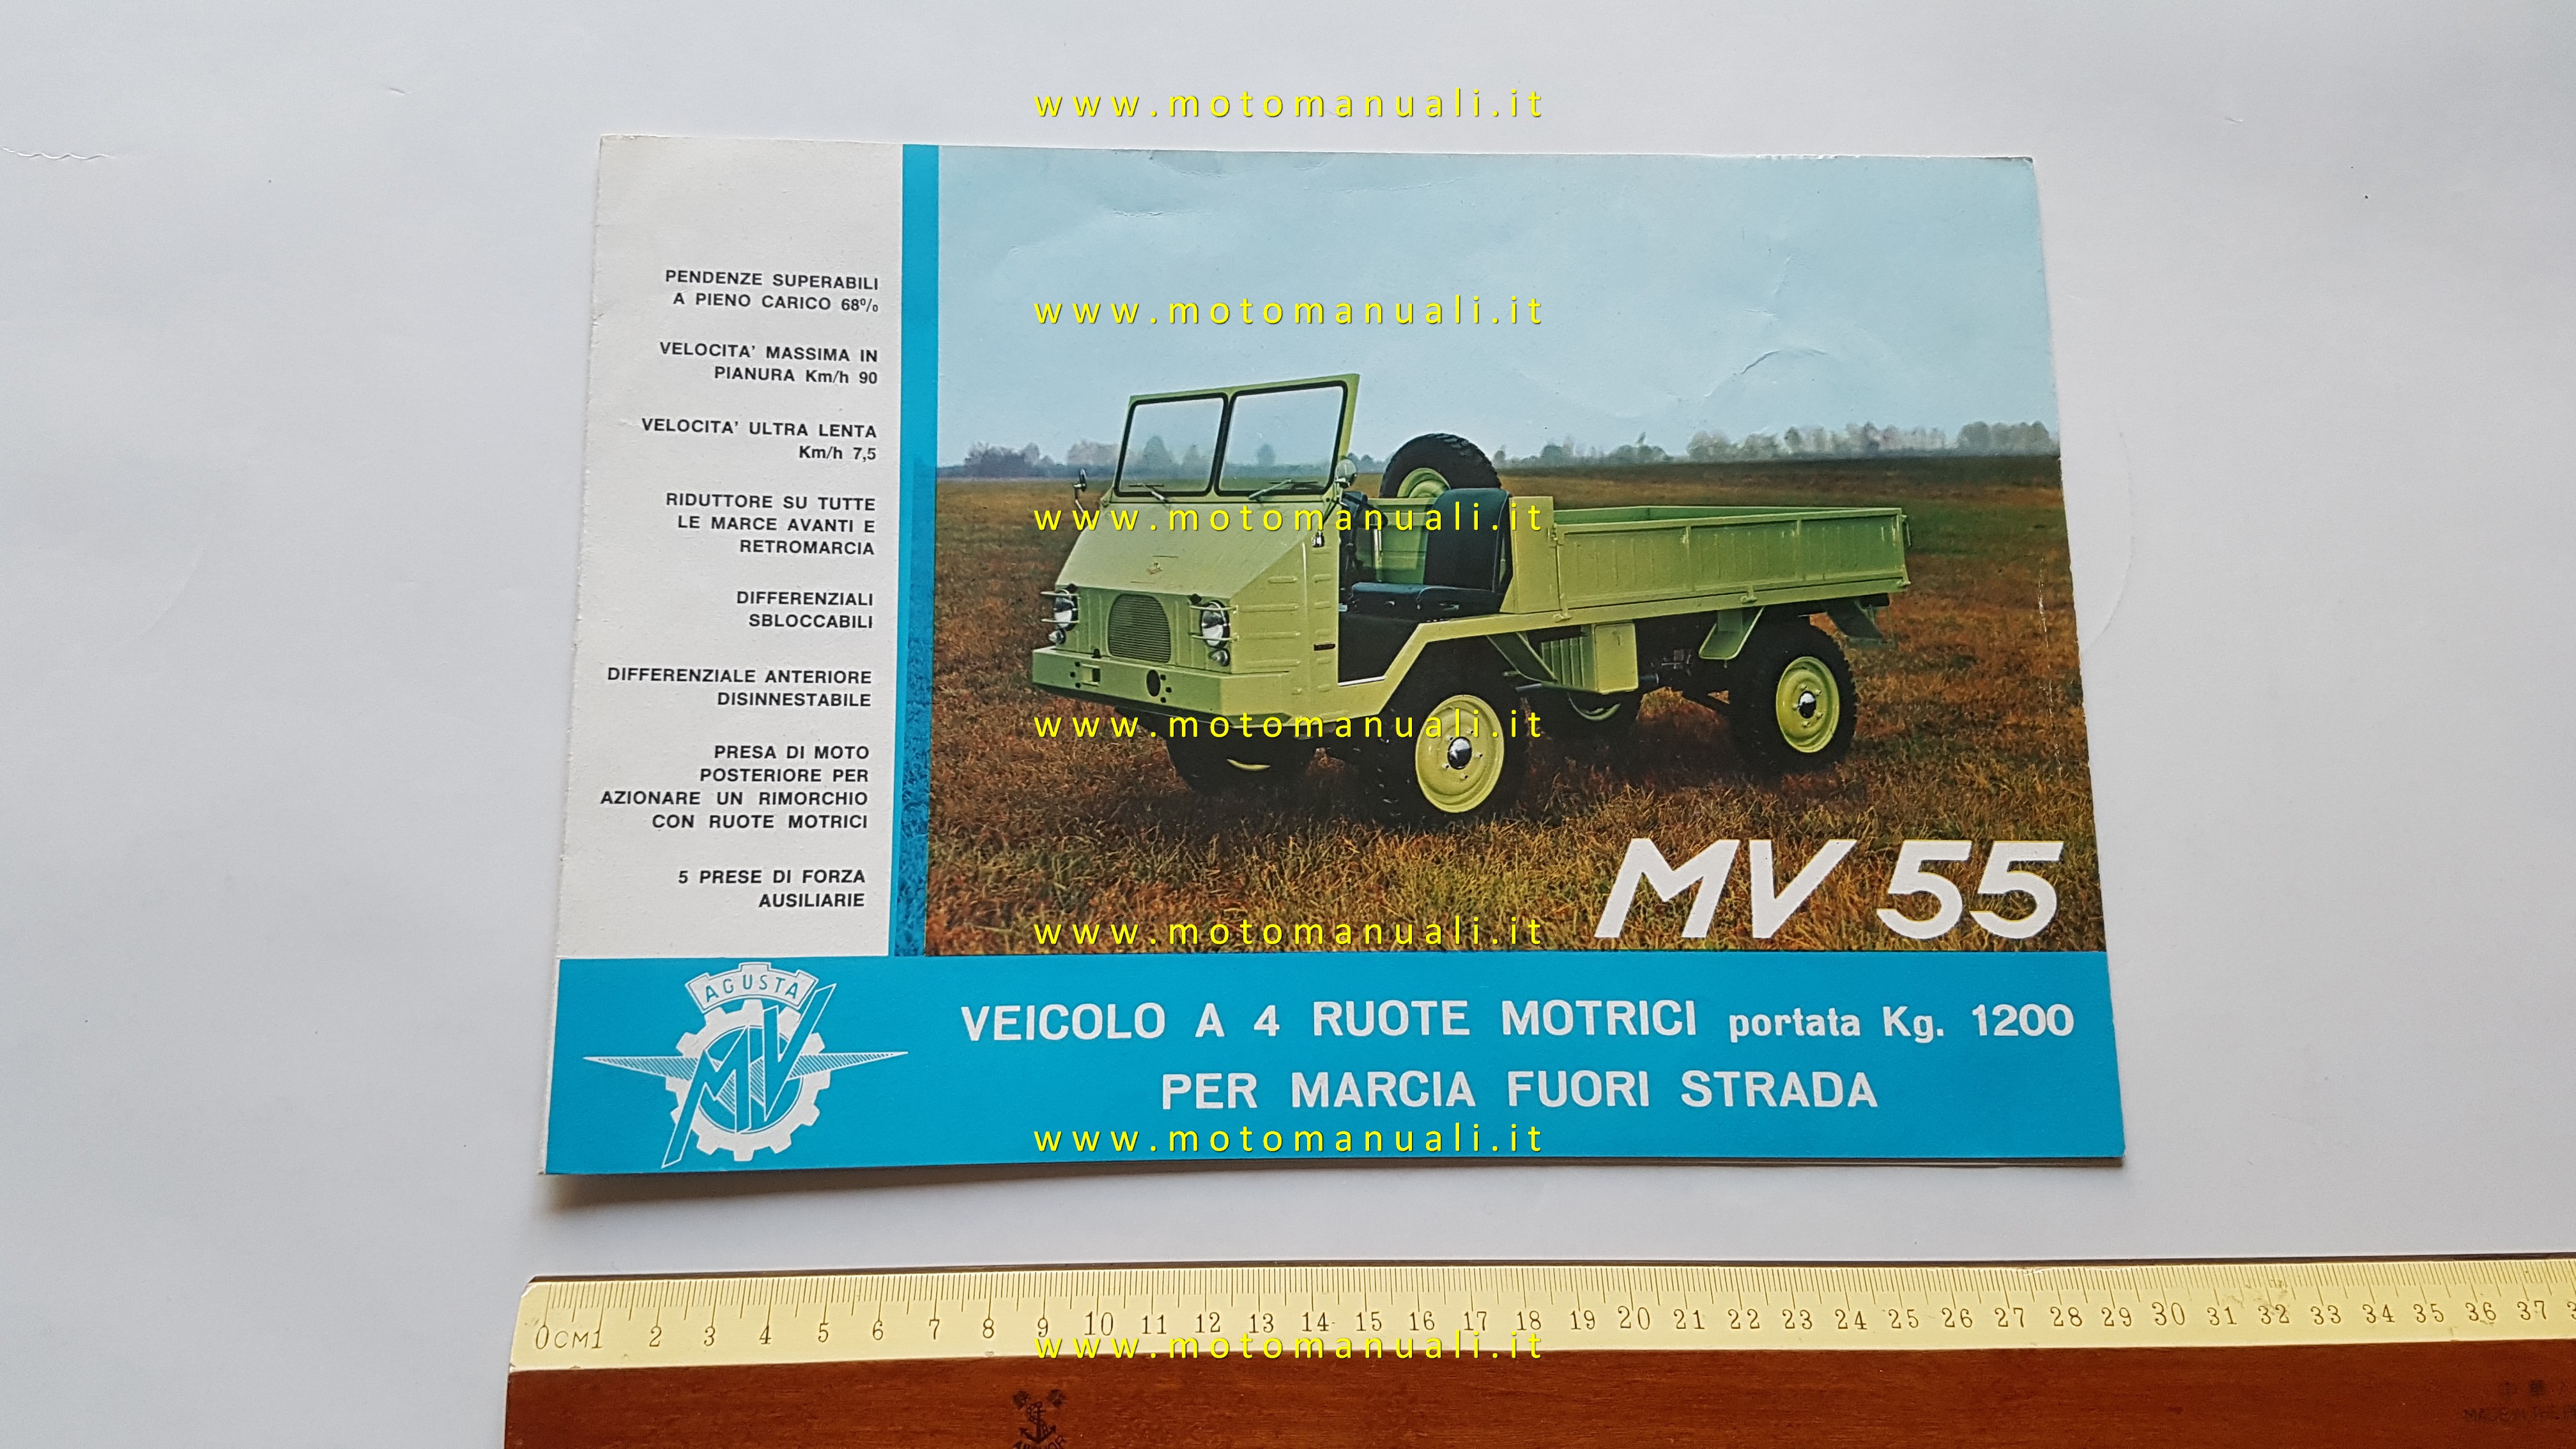 www.motomanuali.it
PENDENZE SUPERABILI
A PIENO CARICO 68%
VELOCITA' MASSIMA IN
PIANURA Km/h 90
VELOCITA' ULTRA LENTA
Km/h 7,5
RIDUTTORE SU TUTTE
LE MARCE AVANTI E
RETROMARCIA
DIFFERENZIALI
SBLOCCABILI
DIFFERENZIALE ANTERIORE
DISINNESTABILE
PRESA DI MOTO
POSTERIORE PER
AZIONARE UN RIMORCHIO
CON RUOTE MOTRICI
5 PRESE DI FORZA
AUSILIARIE
www.motomanuali.it
www.motomanuali.it
www.motomanuali.it
MV 55
www.motomanuali.it
AGUSTA
MV
VEICOLO A 4 RUOTE MOTRICI portata Kg. 1200
PER MARCIA FUORI STRADA
www.motomanuali.it
0CM1 2 3 4 5 6 7 8 9 10 11 12 13 14 15 16 17 18 19 20 21 22 23 24 25 26 27 28 29 30 31 32 33 34 35 36 37
www.motomanuali.it